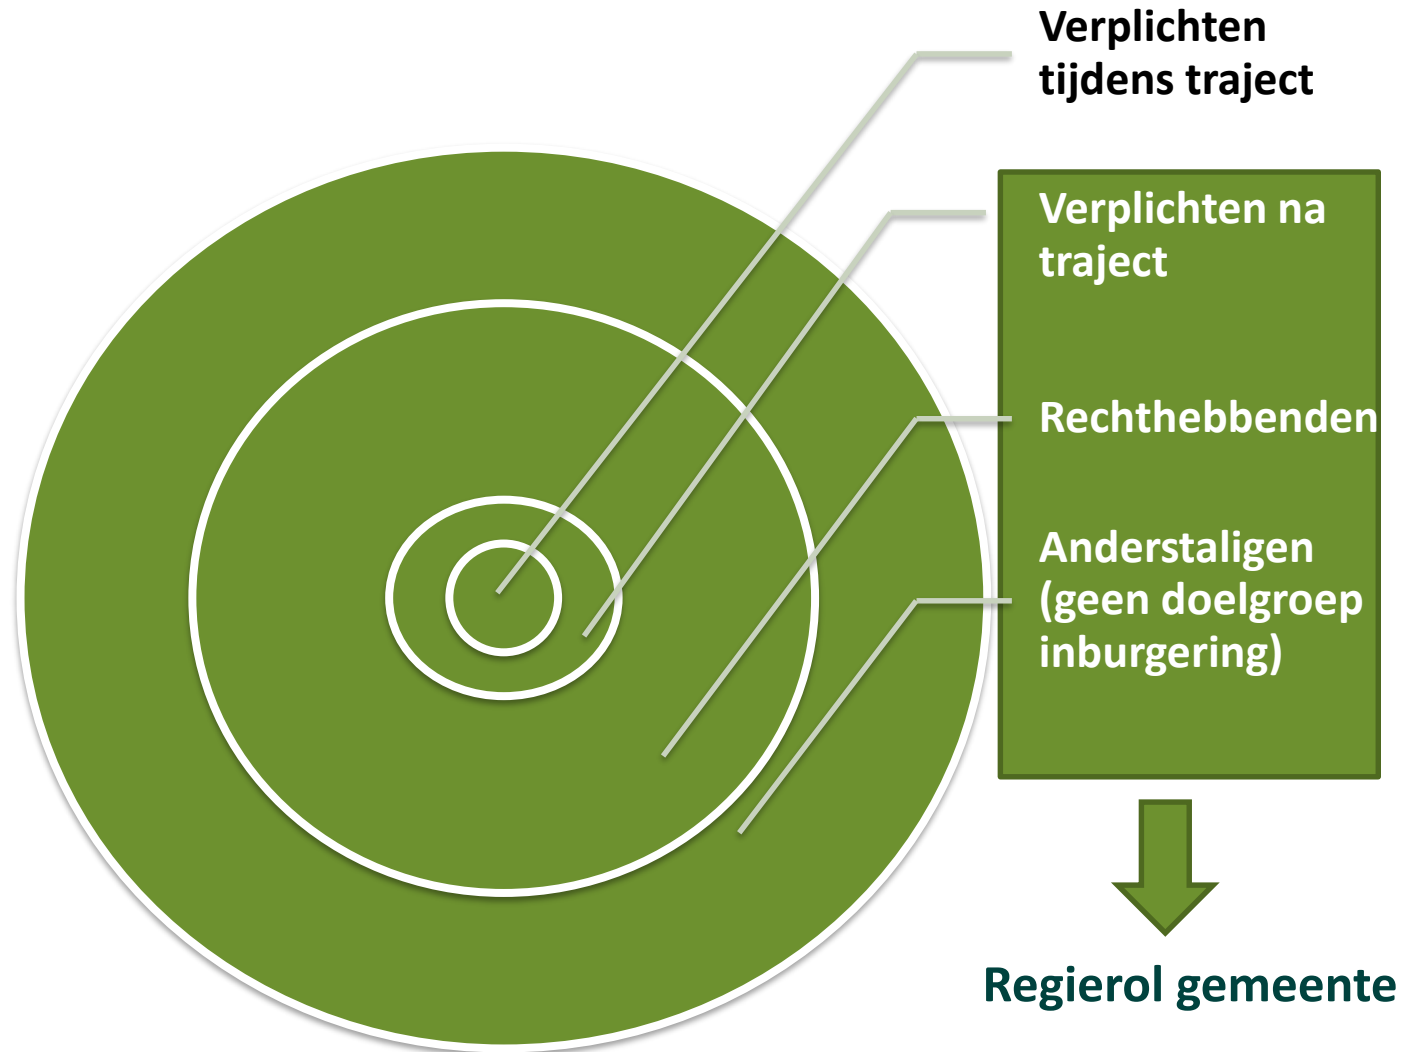 Verplichten
tijdens traject
Verplichten na
traject
Rechthebbenden
Anderstaligen
(geen doelgroep
inburgering)
Regierol gemeente